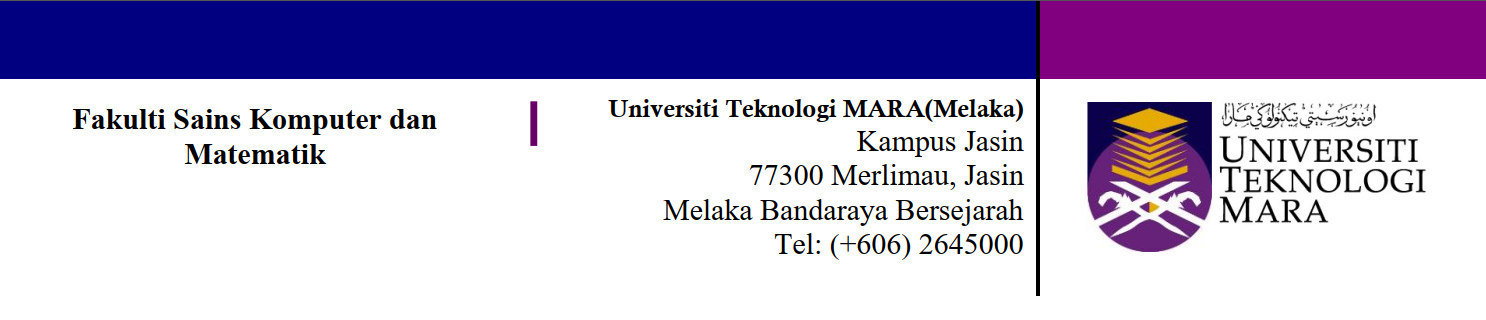 Fakulti Sains Komputer dan
Matematik
Universiti Teknologi MARA(Melaka)
Kampus Jasin
77300 Merlimau, Jasin
Melaka Bandaraya Bersejarah
Tel: (+606) 2645000
اونيۏرسيتي تيكنولوݢي مارا
UNIVERSITI
TEKNOLOGI
MARA